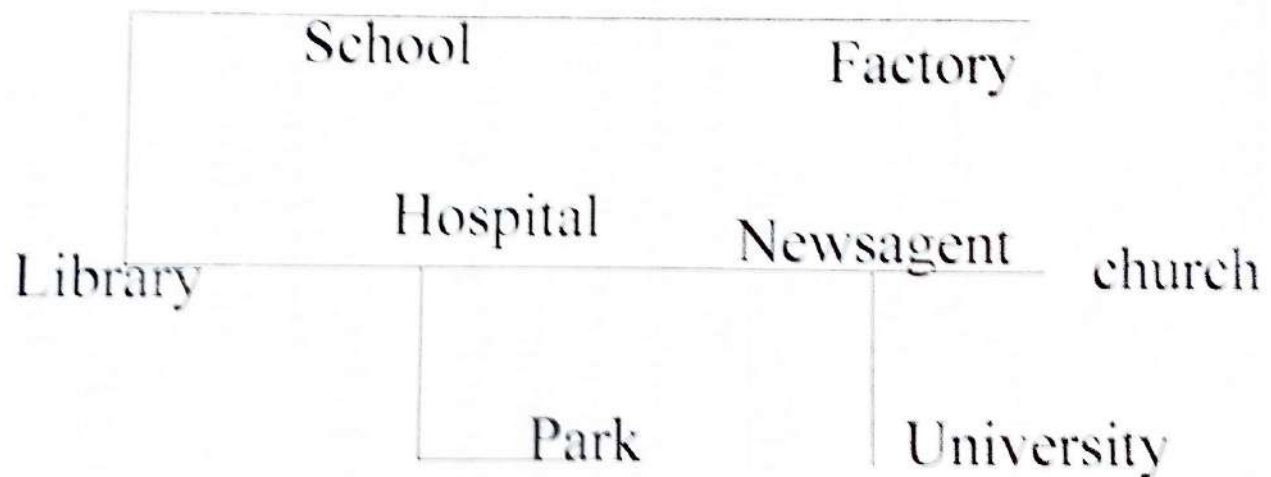 School Factory
Hospital Newsagent
Library church
Park University